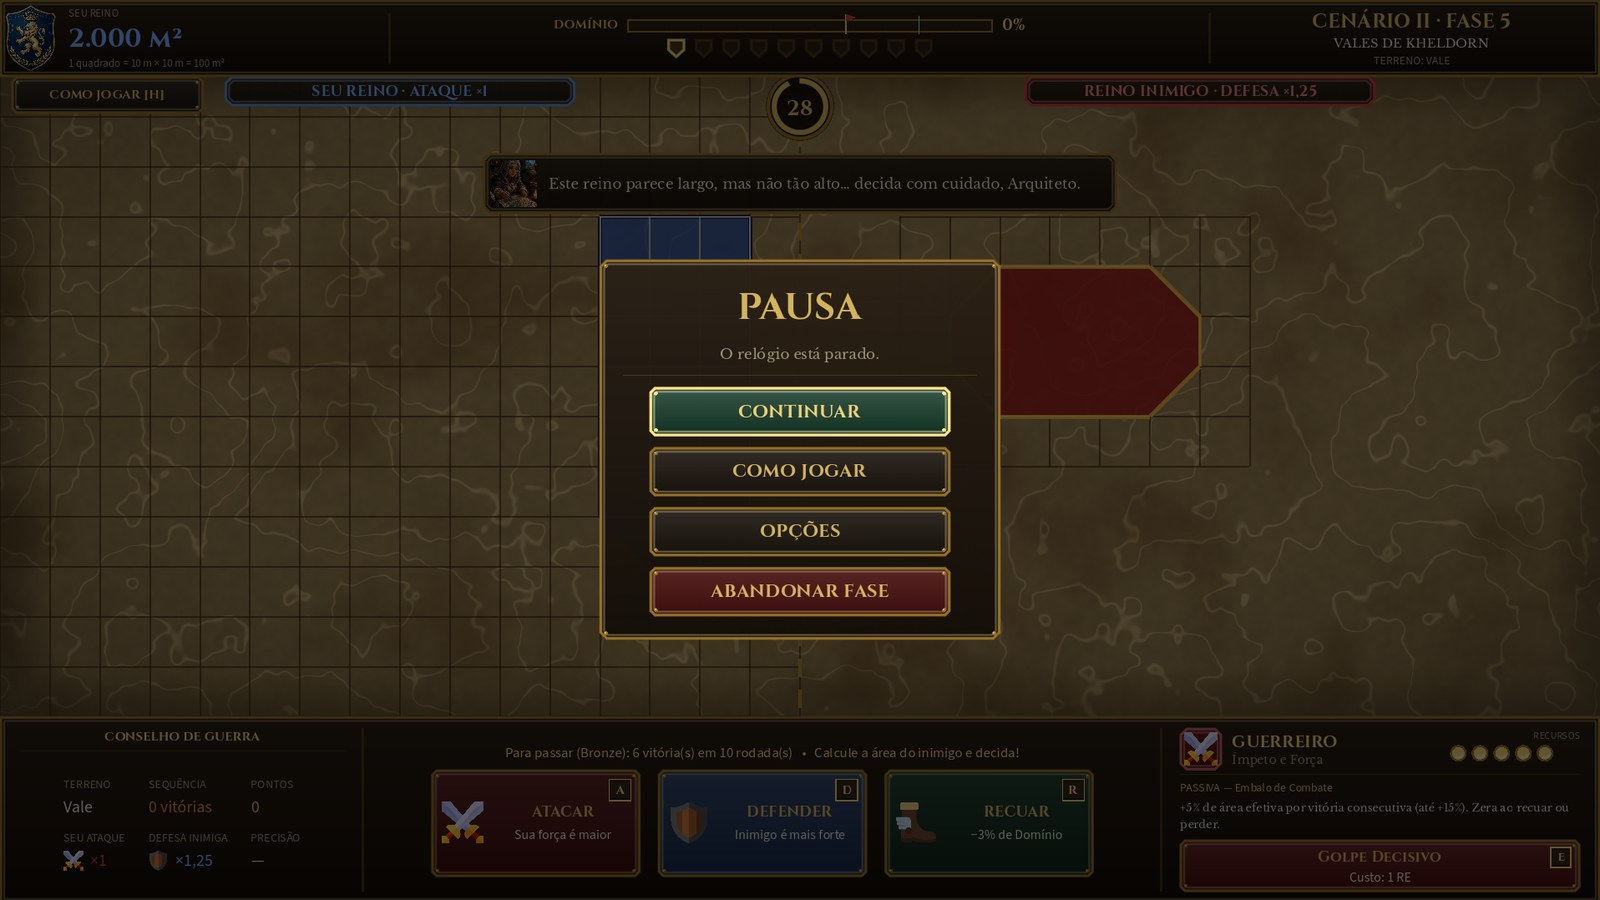 SEU REINO
2.000 M²
1 quadrado = 10 m × 10 m = 100 m²
DOMÍNIO
0%
CENÁRIO II · FASE 5
VALES DE KHELDORN
TERRENO: VALE
COMO JOGAR [H]
SEU REINO · ATAQUE ×1
28
REINO INIMIGO · DEFESA ×1,25
Este reino parece largo, mas não tão alto... decida com cuidado, Arquiteto.
PAUSA
O relógio está parado.
CONTINUAR
COMO JOGAR
OPÇÕES
ABANDONAR FASE
CONSELHO DE GUERRA
TERRENO
SEQUÊNCIA
PONTOS
Vale
0 vitórias
0
SEU ATAQUE
DEFESA INIMIGA
PRECISÃO
×1
×1,25
—
Para passar (Bronze): 6 vitória(s) em 10 rodada(s) • Calcule a área do inimigo e decida!
A
ATACAR
Sua força é maior
D
DEFENDER
Inimigo é mais forte
R
RECUAR
−3% de Domínio
GUERREIRO
Ímpeto e Força
RECURSOS
PASSIVA — Embalo de Combate
+5% de área efetiva por vitória consecutiva (até +15%). Zera ao recuar ou
perder.
GOLPE DECISIVO
E
Custo: 1 RE